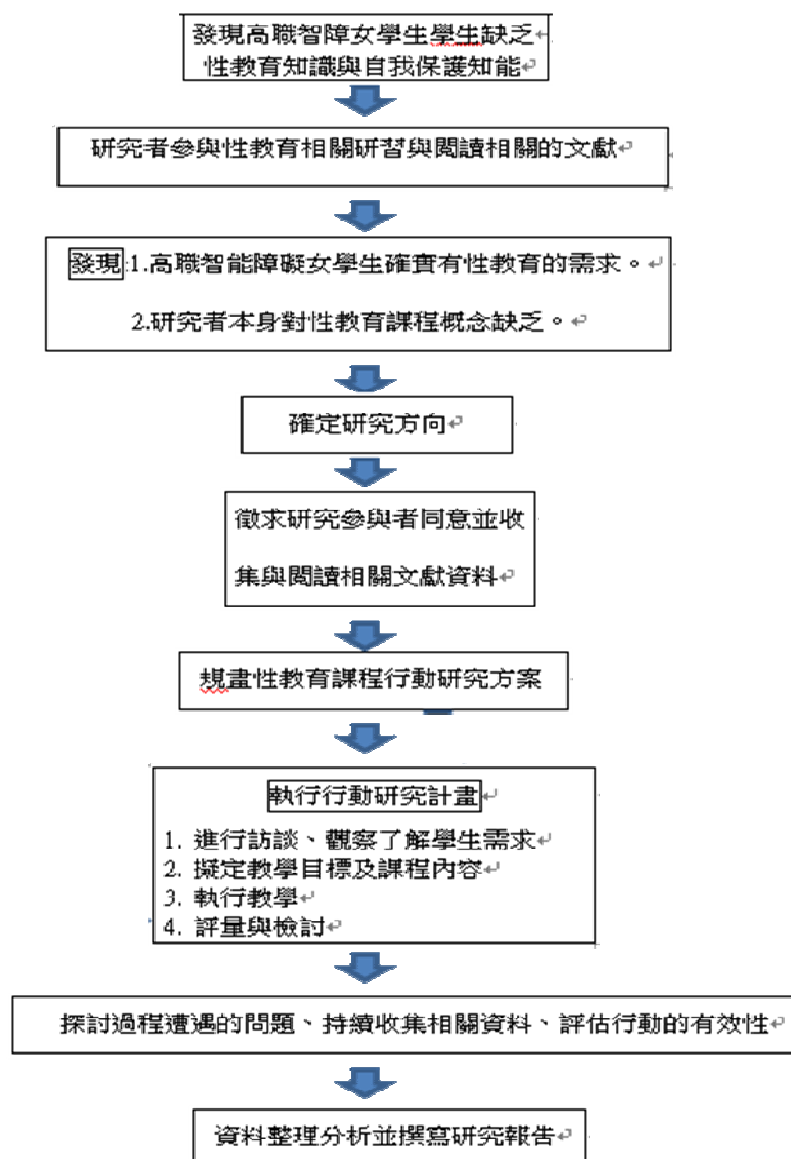 發現高職智障女學生學生缺乏
性教育知識與自我保護知能
研究者參與性教育相關研習與閱讀相關的文獻
發現:1.高職智能障礙女學生確實有性教育的需求。
2.研究者本身對性教育課程概念缺乏。
確定研究方向
徵求研究參與者同意並收
集與閱讀相關文獻資料
規畫性教育課程行動研究方案
執行行動研究計畫
1. 進行訪談、觀察了解學生需求
2. 擬定教學目標及課程內容
3. 執行教學
4. 評量與檢討
探討過程遭遇的問題、持續收集相關資料、評估行動的有效性
資料整理分析並撰寫研究報告